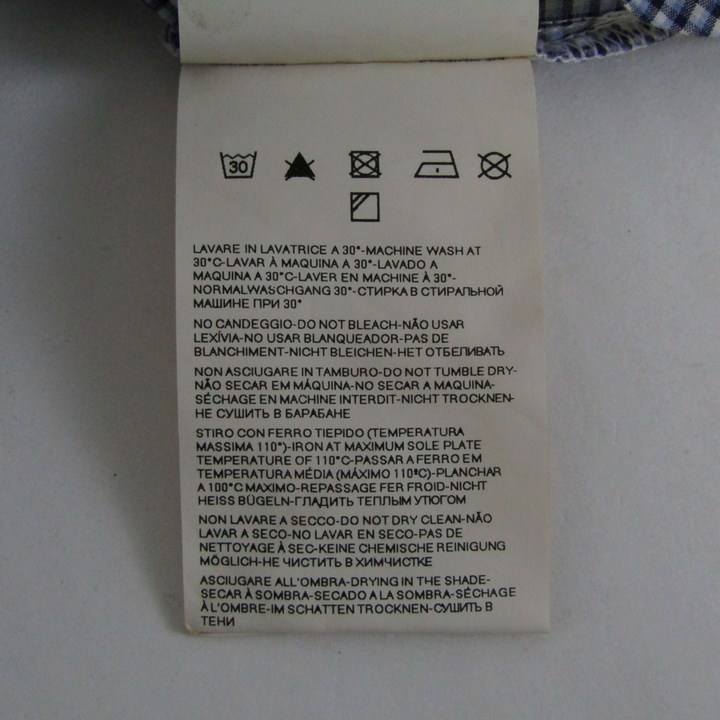 30
LAVARE IN LAVATRICE A 30°-MACHINE WASH AT
30°C-LAVAR À MAQUINA A 30°-LAVADO A
MAQUINA A 30°C-LAVER EN MACHINE À 30°-
NORMALWASCHGANG 30°-СТИРКА В СТИРАЛЬНОЙ
МАШИНЕ ПРИ 30°
NO CANDEGGIO-DO NOT BLEACH-NÃO USAR
LEXÍVIA-NO USAR BLANQUEADOR-PAS DE
BLANCHIMENT-NICHT BLEICHEN-НЕТ ОТБЕЛИВАТЬ
NON ASCIUGARE IN TAMBURO-DO NOT TUMBLE DRY-
NÃO SECAR EM MÁQUINA-NO SECAR A MAQUINA-
SÉCHAGE EN MACHINE INTERDIT-NICHT TROCKNEN-
НЕ СУШИТЬ В БАРАБАНЕ
STIRO CON FERRO TIEPIDO (TEMPERATURA
MASSIMA 110°)-IRON AT MAXIMUM SOLE PLATE
TEMPERATURE OF 110°C-PASSAR A FERRO EM
TEMPERATURA MÉDIA (MÁXIMO 110ºC)-PLANCHAR
A 100°C MAXIMO-REPASSAGE FER FROID-NICHT
HEISS BÜGELN-ГЛАДИТЬ ТЕПЛЫМ УТЮГОМ
NON LAVARE A SECCO-DO NOT DRY CLEAN-NÃO
LAVAR A SECO-NO LAVAR EN SECO-PAS DE
NETTOYAGE À SEC-KEINE CHEMISCHE REINIGUNG
MÖGLICH-НЕ ЧИСТИТЬ В ХИМЧИСТКЕ
ASCIUGARE ALL'OMBRA-DRYING IN THE SHADE-
SECAR À SOMBRA-SECADO A LA SOMBRA-SÉCHAGE
À L'OMBRE-IM SCHATTEN TROCKNEN-СУШИТЬ В
ТЕНИ